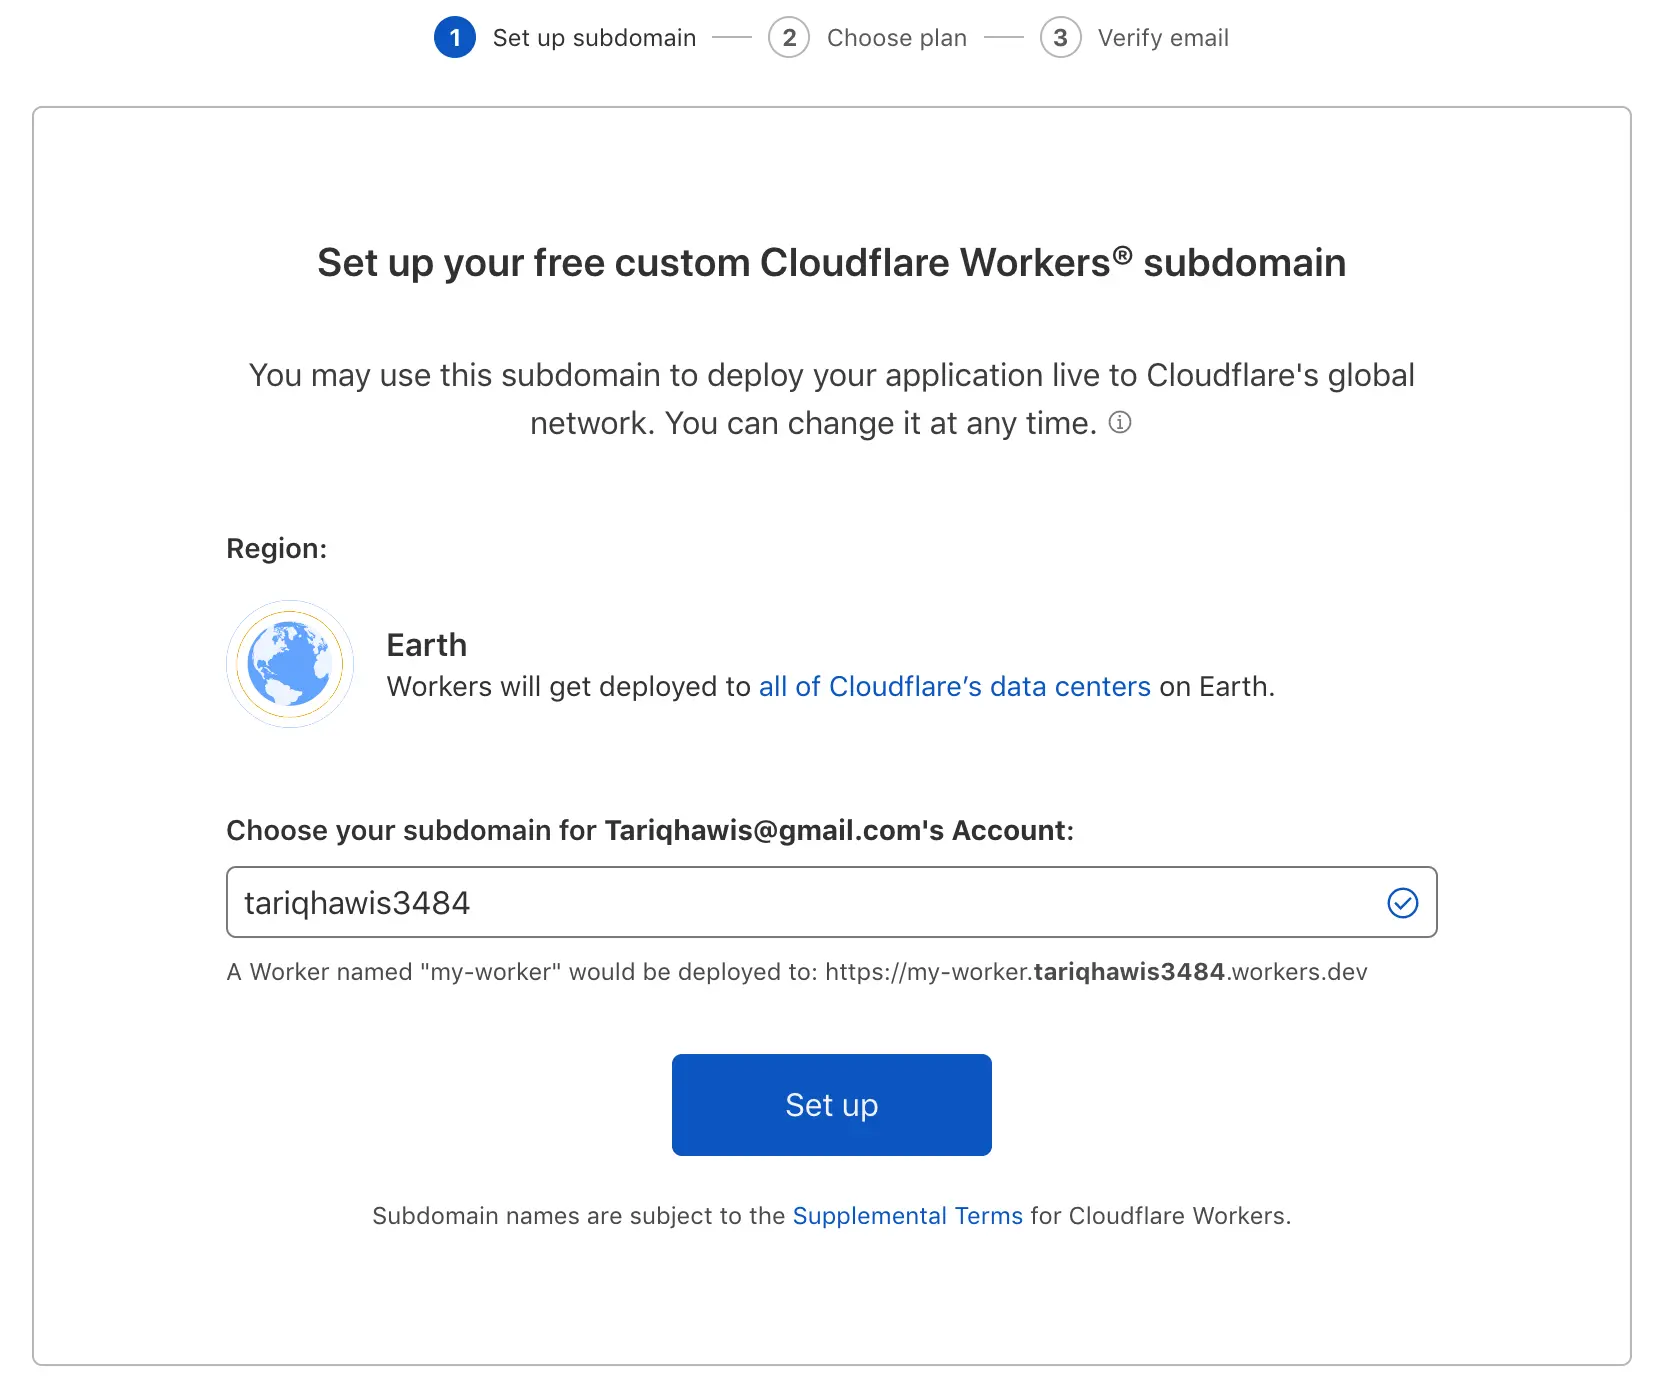 1 Set up subdomain 2 Choose plan 3 Verify email
Set up your free custom Cloudflare Workers® subdomain
You may use this subdomain to deploy your application live to Cloudflare's global
network. You can change it at any time.
Region:
Earth
Workers will get deployed to all of Cloudflare’s data centers on Earth.
Choose your subdomain for Tariqhawis@gmail.com's Account:
tariqhawis3484
A Worker named "my-worker" would be deployed to: https://my-worker.tariqhawis3484.workers.dev
Set up
Subdomain names are subject to the Supplemental Terms for Cloudflare Workers.